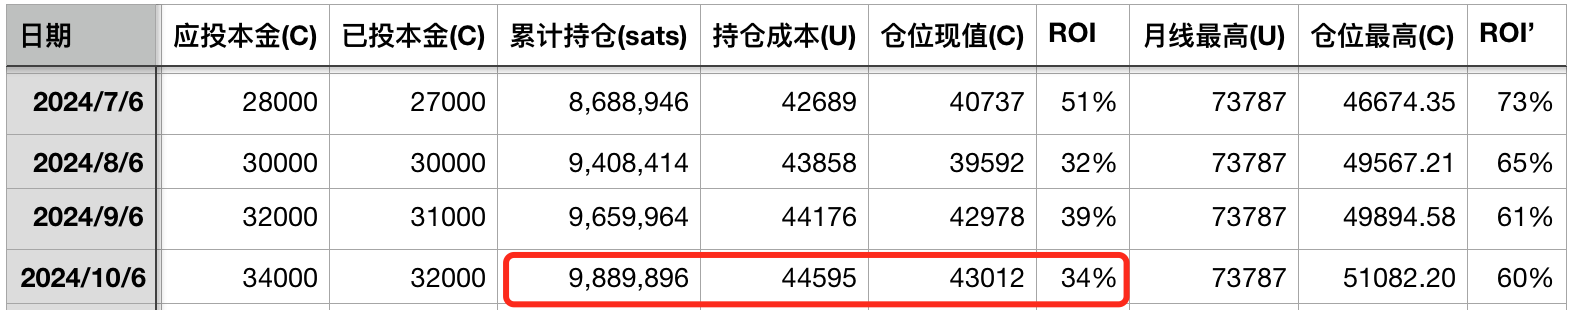 日期 应投本金(C) 已投本金(C) 累计持仓(sats) 持仓成本(U) 仓位现值(C) ROI 月线最高(U) 仓位最高(C) ROI’
2024/7/6 28000 27000 8,688,946 42689 40737 51% 73787 46674.35 73%
2024/8/6 30000 30000 9,408,414 43858 39592 32% 73787 49567.21 65%
2024/9/6 32000 31000 9,659,964 44176 42978 39% 73787 49894.58 61%
2024/10/6 34000 32000 9,889,896 44595 43012 34% 73787 51082.20 60%